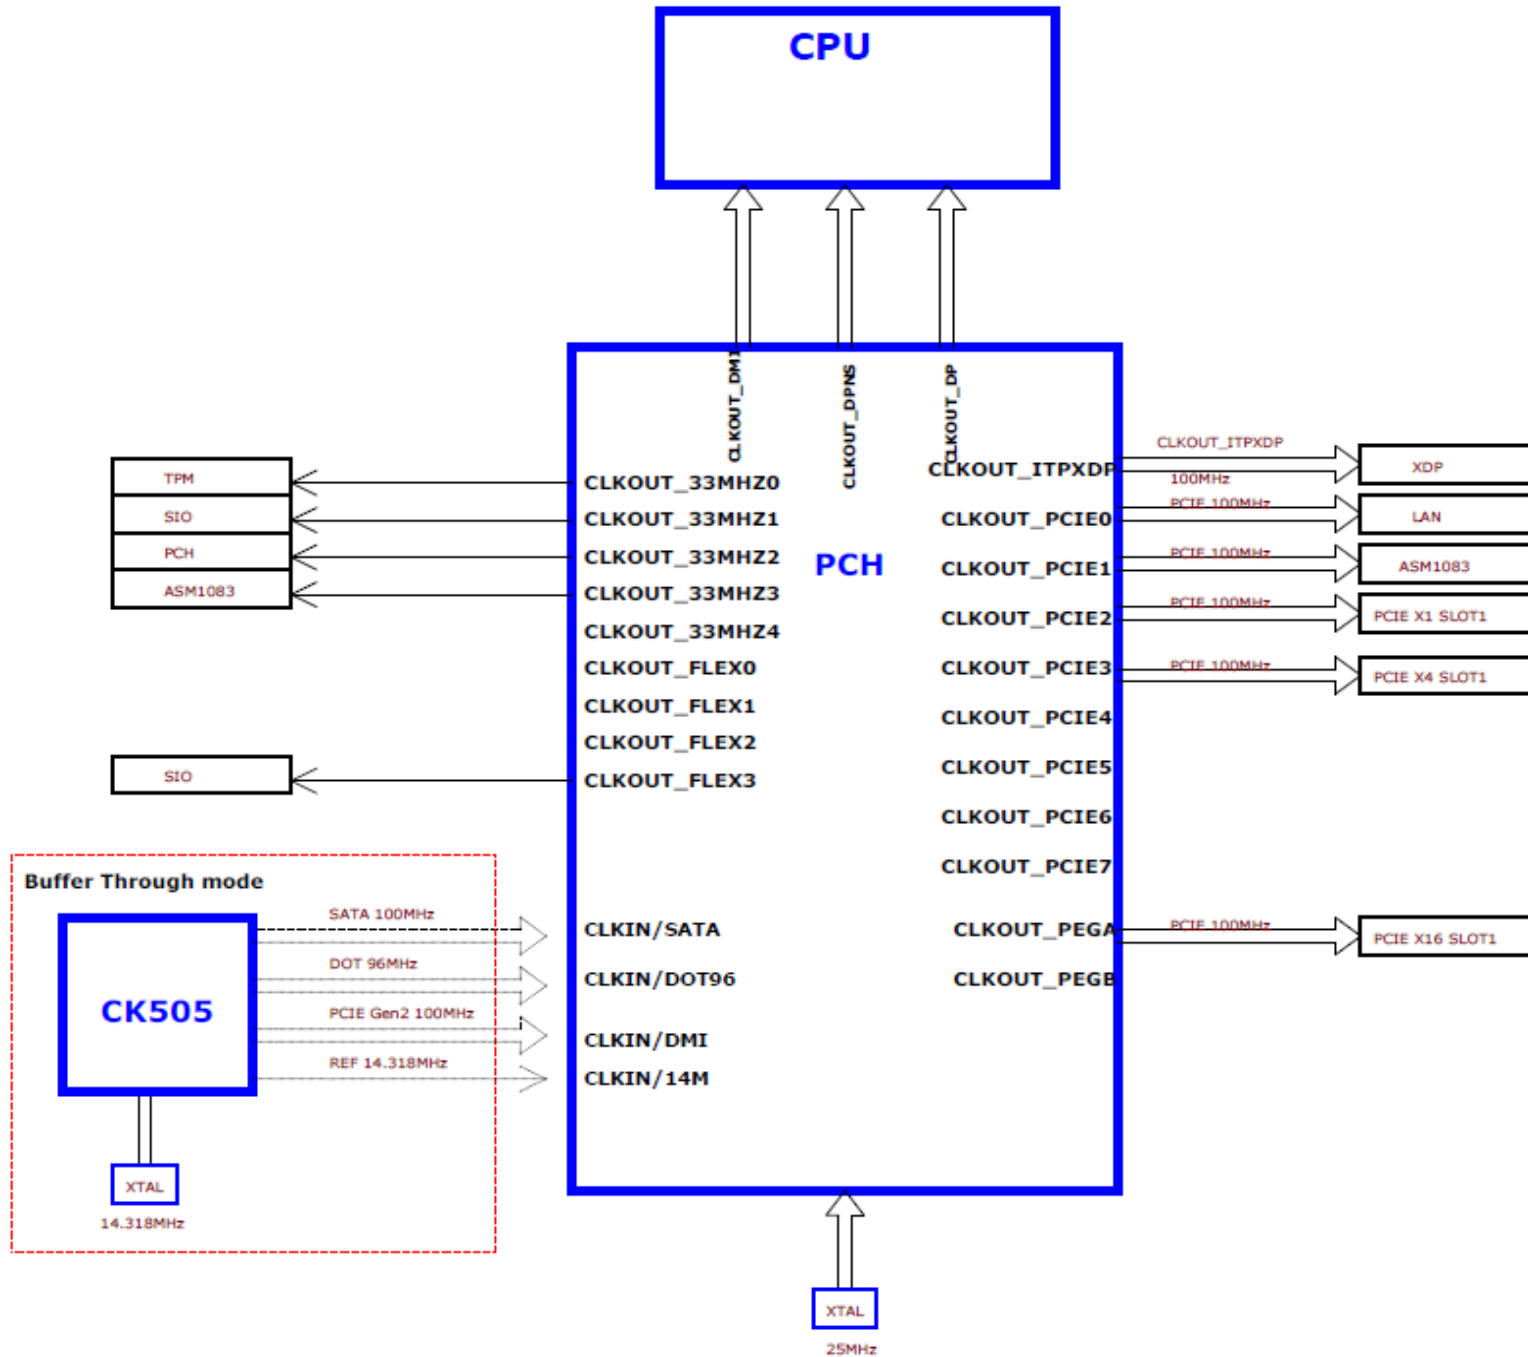 CPU
CLKOUT_DMI
CLKOUT_DPNS
CLKOUT_DP
TPM
SIO
PCH
ASM1083
SIO
CLKOUT_33MHZ0
CLKOUT_33MHZ1
CLKOUT_33MHZ2
CLKOUT_33MHZ3
CLKOUT_33MHZ4
CLKOUT_FLEX0
CLKOUT_FLEX1
CLKOUT_FLEX2
CLKOUT_FLEX3
CLKIN/SATA
CLKIN/DOT96
CLKIN/DMI
CLKIN/14M
PCH
CLKOUT_ITPXDP
CLKOUT_PCIE0
CLKOUT_PCIE1
CLKOUT_PCIE2
CLKOUT_PCIE3
CLKOUT_PCIE4
CLKOUT_PCIE5
CLKOUT_PCIE6
CLKOUT_PCIE7
CLKOUT_PEGA
CLKOUT_PEGB
CLKOUT_ITPXDP
100MHz
PCIE 100MHz
PCIE 100MHz
PCIE 100MHz
PCIE 100MHz
PCIE 100MHz
XDP
LAN
ASM1083
PCIE X1 SLOT1
PCIE X4 SLOT1
PCIE X16 SLOT1
Buffer Through mode
CK505
SATA 100MHz
DOT 96MHz
PCIE Gen2 100MHz
REF 14.318MHz
XTAL
14.318MHz
XTAL
25MHz